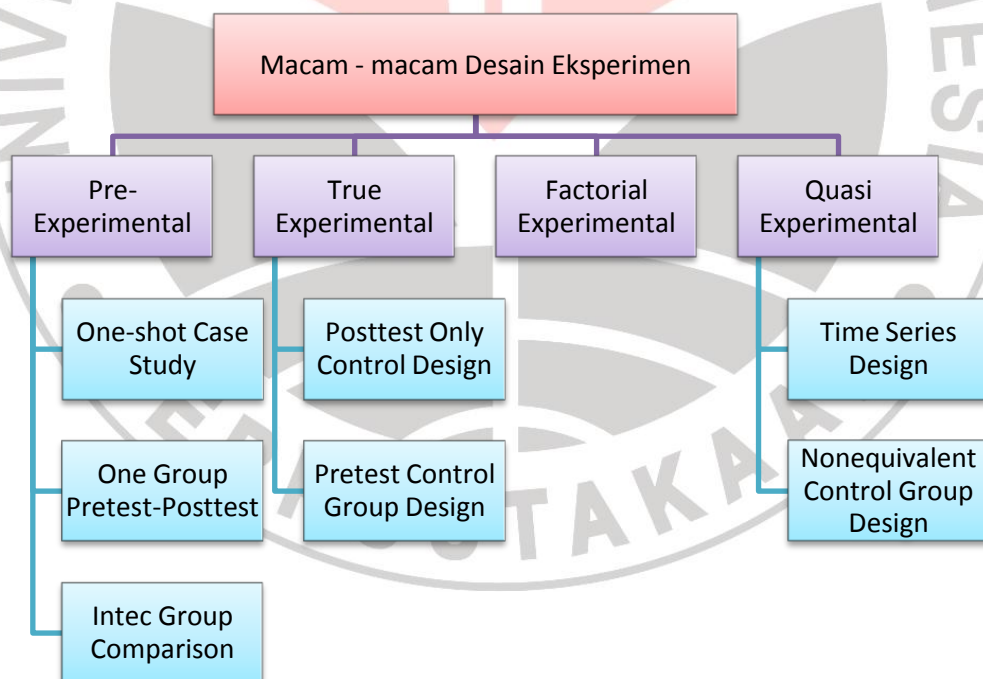 Macam - macam Desain Eksperimen
Pre-
Experimental
True
Experimental
Factorial
Experimental
Quasi
Experimental
One-shot Case
Study
Posttest Only
Control Design
Time Series
Design
One Group
Pretest-Posttest
Pretest Control
Group Design
Nonequivalent
Control Group
Design
Intec Group
Comparison